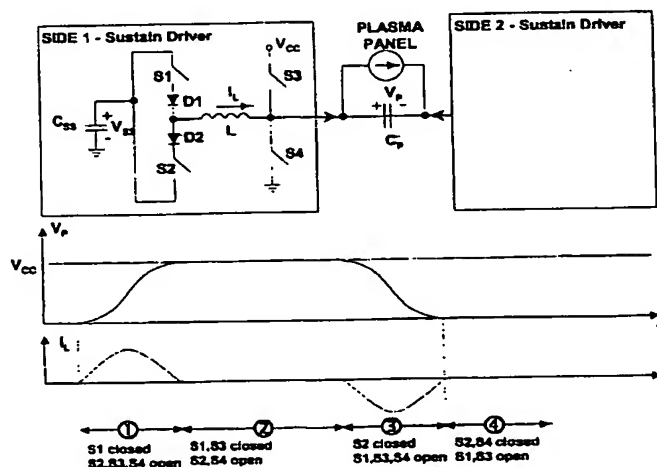 SIDE 1 - Sustain Driver
VCC
S1
S3
D1
IL
CSS
+
VSS
-
L
D2
S2
S4
PLASMA
PANEL
VP
+
-
CP
SIDE 2 - Sustain Driver
VP
VCC
IL
1
2
3
4
S1 closed
S2,S3,S4 open
S1,S3 closed
S2,S4 open
S2 closed
S1,S3,S4 open
S2,S4 closed
S1,S3 open